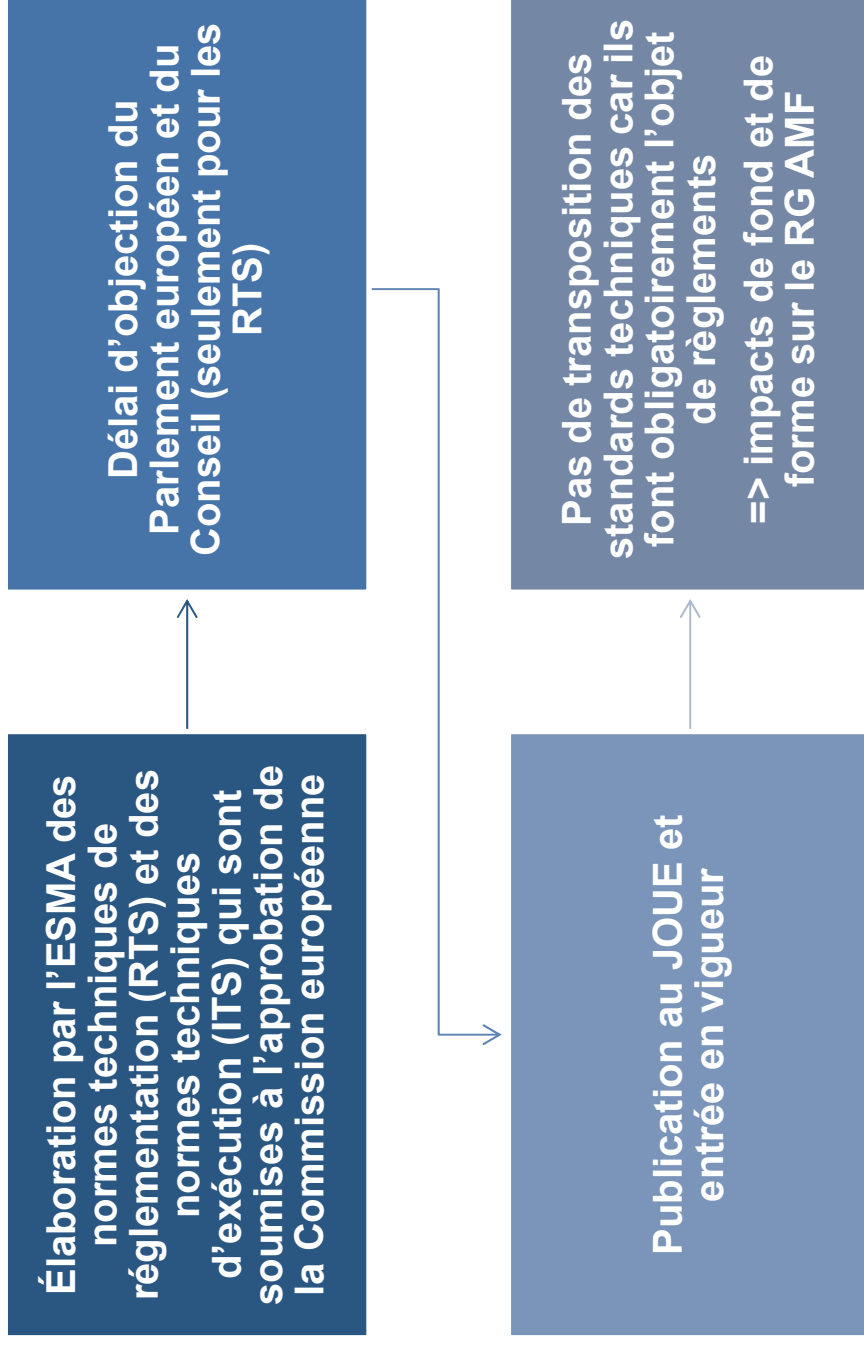 Élaboration par l’ESMA des
normes techniques de
réglementation (RTS) et des
normes techniques
d’exécution (ITS) qui sont
soumises à l’approbation de
la Commission européenne
Délai d’objection du
Parlement européen et du
Conseil (seulement pour les
RTS)
Publication au JOUE et
entrée en vigueur
Pas de transposition des
standards techniques car ils
font obligatoirement l’objet
de règlements
=> impacts de fond et de
forme sur le RG AMF